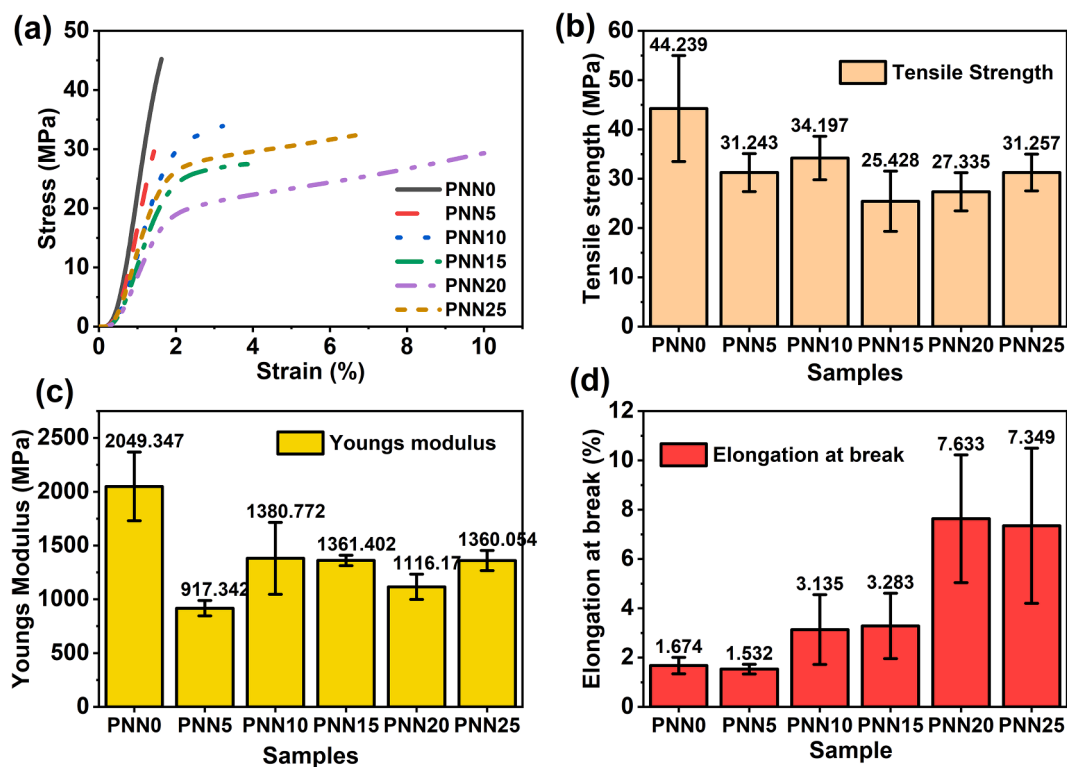 (a)
Stress (MPa)
50
40
30
20
10
0
0 2 4 6 8 10
Strain (%)
PNN0
PNN5
PNN10
PNN15
PNN20
PNN25
(b)
Tensile strength (MPa)
60
50
40
30
20
10
0
Tensile Strength
44.239
31.243
34.197
25.428
27.335
31.257
PNN0 PNN5 PNN10 PNN15 PNN20 PNN25
Samples
(c)
Youngs Modulus (MPa)
2500
2000
1500
1000
500
0
Youngs modulus
2049.347
917.342
1380.772
1361.402
1116.17
1360.054
PNN0 PNN5 PNN10 PNN15 PNN20 PNN25
Samples
(d)
Elongation at break (%)
12
10
8
6
4
2
0
Elongation at break
1.674
1.532
3.135
3.283
7.633
7.349
PNN0 PNN5 PNN10 PNN15 PNN20 PNN25
Sample